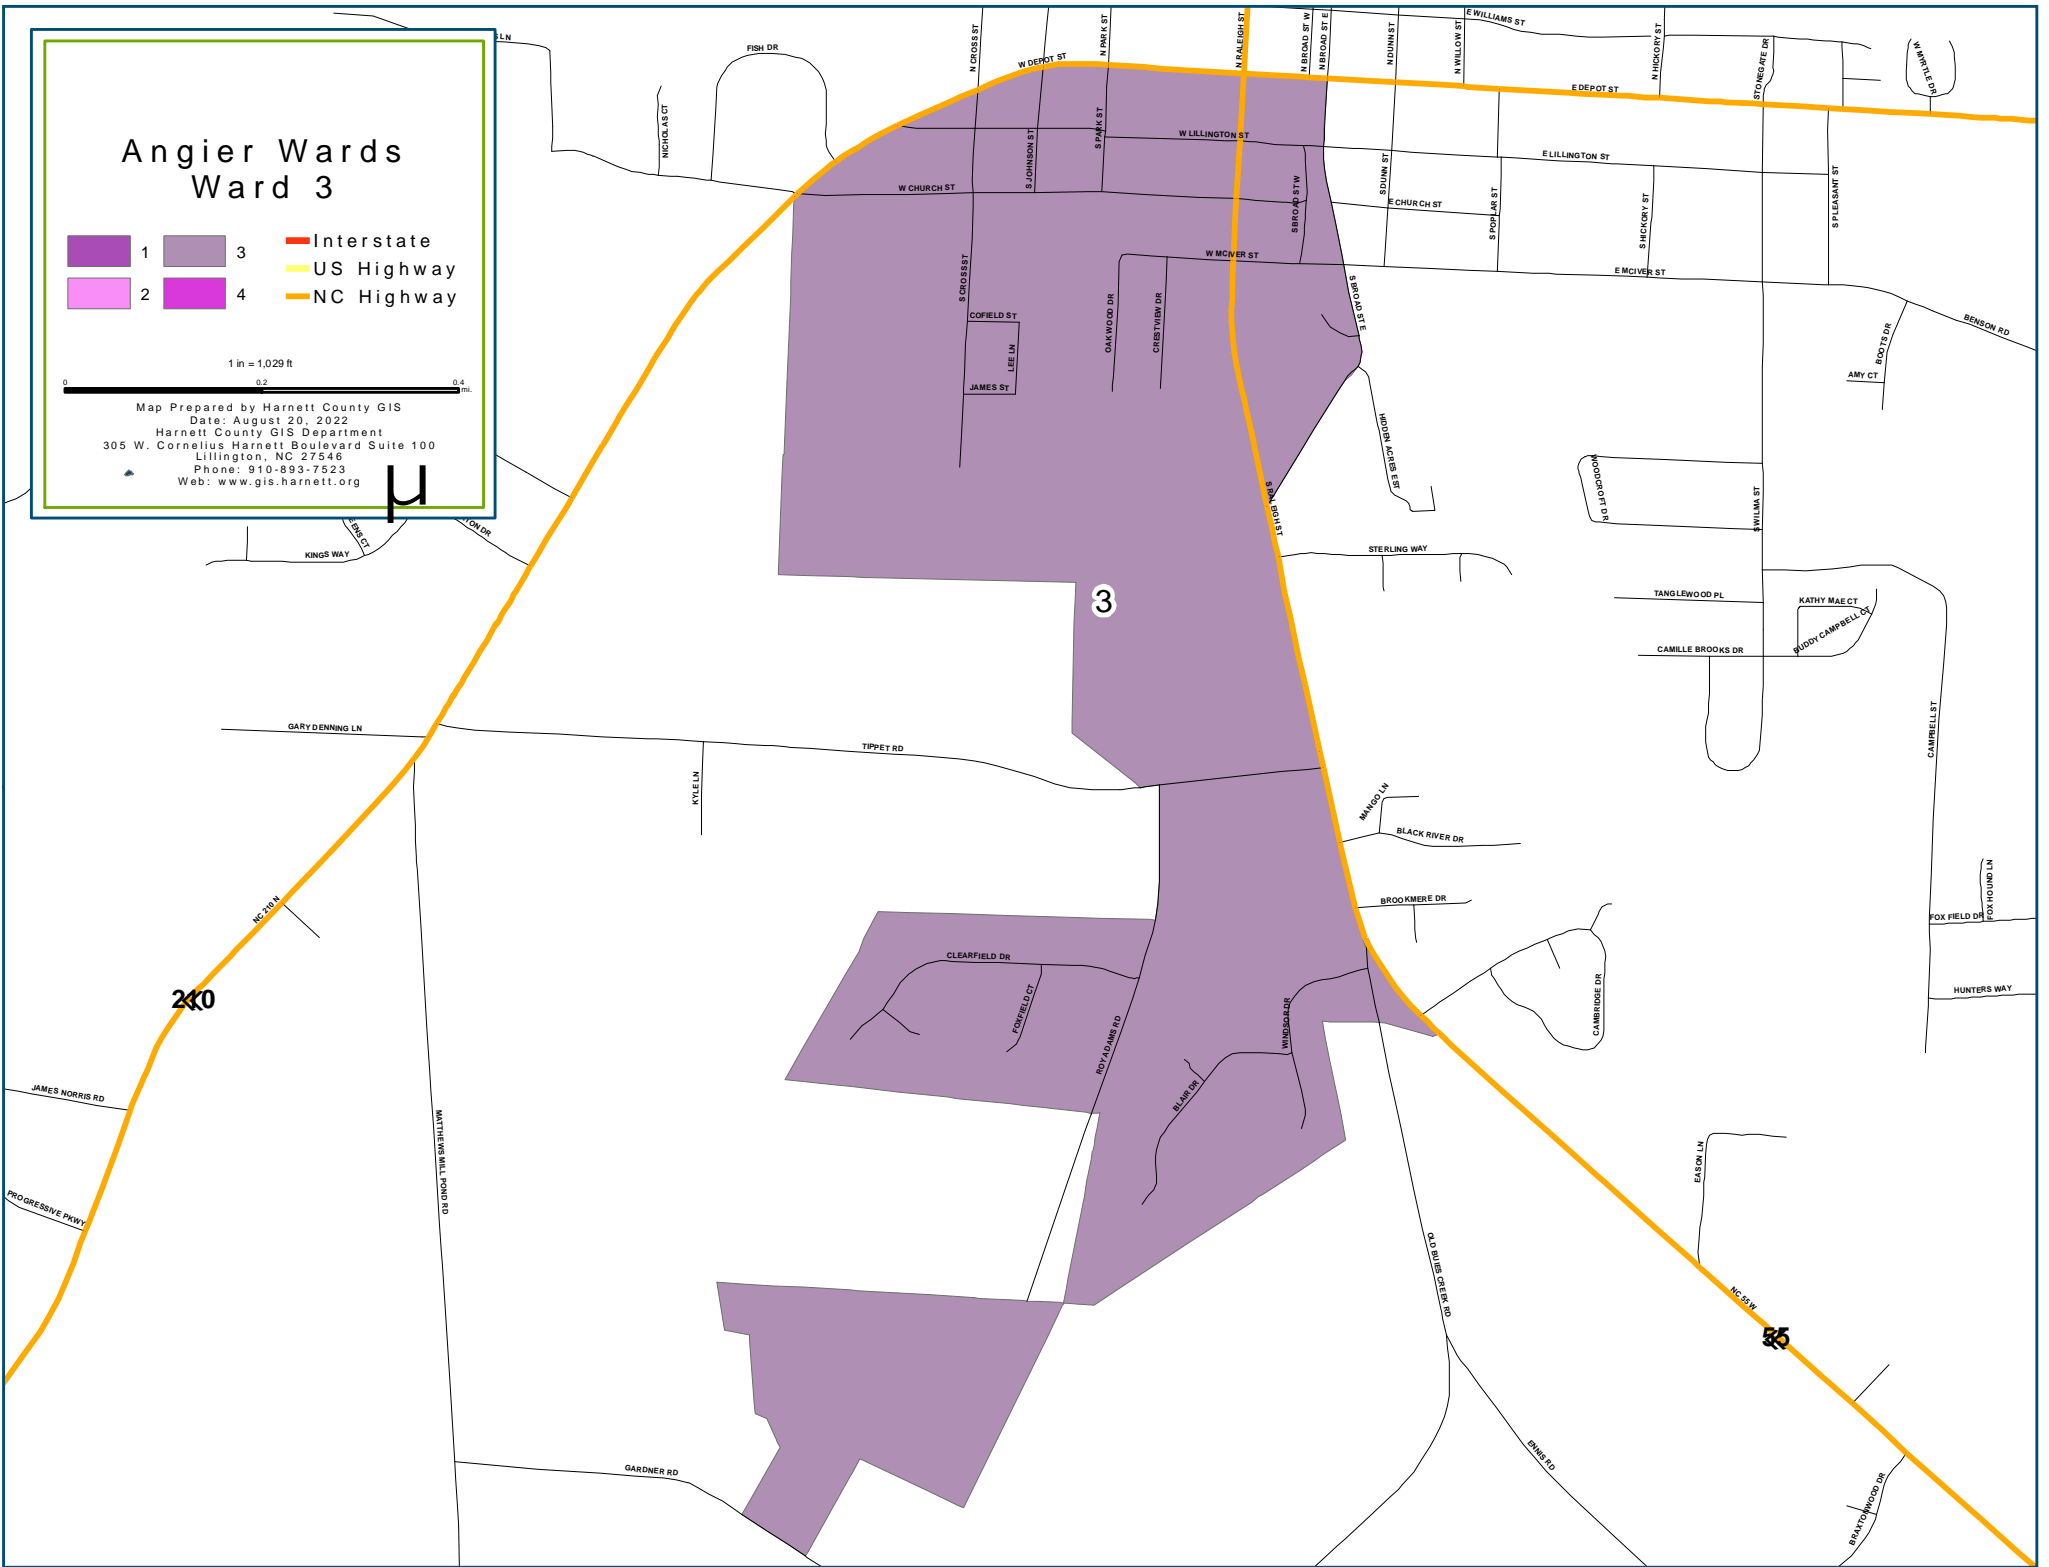 Angier Wards
Ward 3
1
3
2
4
Interstate
US Highway
NC Highway
1 in = 1,029 ft
0
0.2
0.4
mi.
Map Prepared by Harnett County GIS
Date: August 20, 2022
Harnett County GIS Department
305 W. Cornelius Harnett Boulevard Suite 100
Lillington, NC 27546
Phone: 910-893-7523
Web: www.gis.harnett.org
µ
LN
FISH DR
NICHOLAS CT
N CROSS ST
W DEPOT ST
N PARK ST
N RALEIGH ST
N BROAD ST W
N BROAD ST E
N DUNN ST
E WILLIAMS ST
N WILLOW ST
N HICKORY ST
STONEGATE DR
W MYRTLE DR
E DEPOT ST
S JOHNSON ST
S PARK ST
W LILLINGTON ST
E LILLINGTON ST
W CHURCH ST
S BROAD ST W
S DUNN ST
E CHURCH ST
S POPLAR ST
S HICKORY ST
S PLEASANT ST
S CROSS ST
W MCIVER ST
E MCIVER ST
COFIELD ST
LEE LN
JAMES ST
OAKWOOD DR
CRESTVIEW DR
S BROAD ST E
BENSON RD
BOOTS DR
AMY CT
HIDDEN ACRES EST
WOODCROFT DR
S WILMA ST
S RALEIGH ST
ENS CT
TON DR
KINGS WAY
STERLING WAY
TANGLEWOOD PL
KATHY MAE CT
BUDDY CAMPBELL CT
CAMILLE BROOKS DR
3
CAMPBELL ST
GARY DENNING LN
TIPPET RD
KYLE LN
MANGO LN
BLACK RIVER DR
BROOKMERE DR
FOX HOUND LN
FOX FIELD DR
NC 210 N
CLEARFIELD DR
FOXFIELD CT
ROY ADAMS RD
WINDSOR DR
CAMBRIDGE DR
HUNTERS WAY
210
JAMES NORRIS RD
BLAIR DR
MATTHEWS MILL POND RD
EASON LN
PROGRESSIVE PKWY
OLD BUIES CREEK RD
NC 55 W
55
GARDNER RD
ENNIS RD
BRAXTONWOOD DR